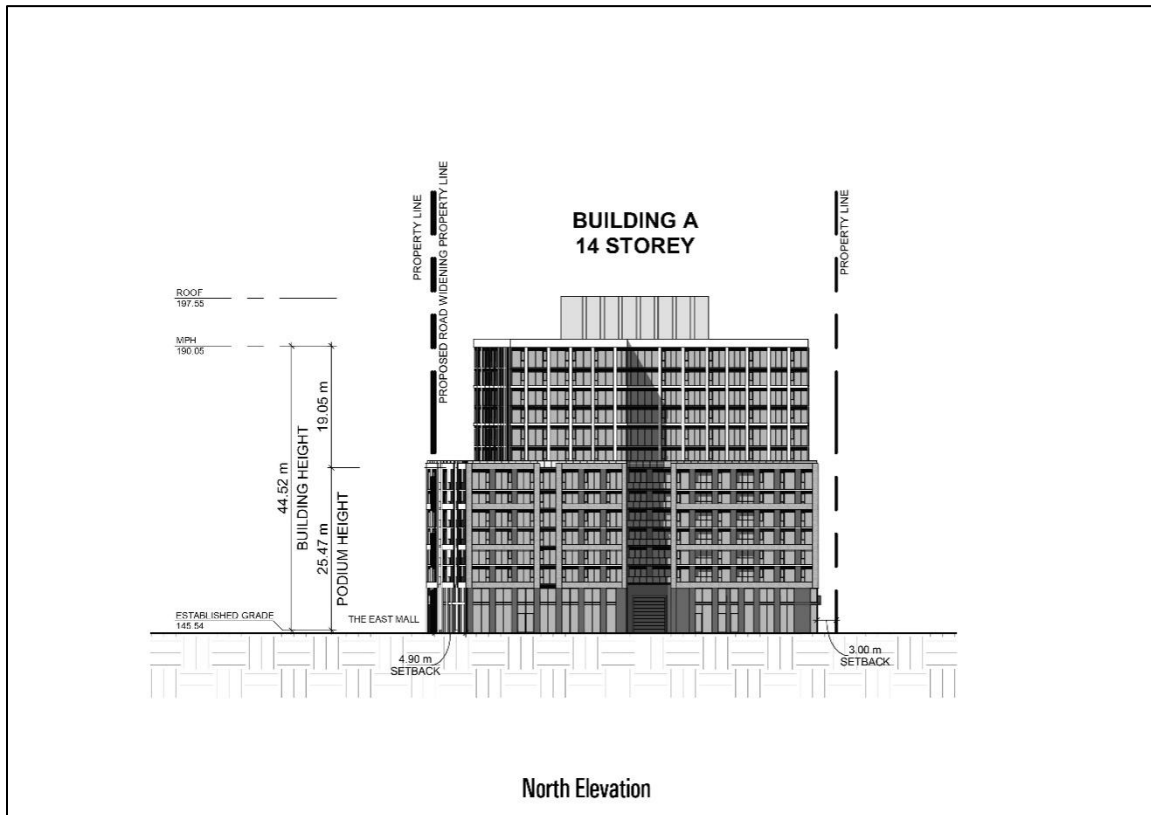 PROPERTY LINE
PROPOSED ROAD WIDENING PROPERTY LINE
BUILDING A
14 STOREY
PROPERTY LINE
ROOF
197.55
MPH
190.05
19.05 m
44.52 m
BUILDING HEIGHT
25.47 m
PODIUM HEIGHT
ESTABLISHED GRADE
145.54
THE EAST MALL
4.90 m
SETBACK
3.00 m
SETBACK
North Elevation